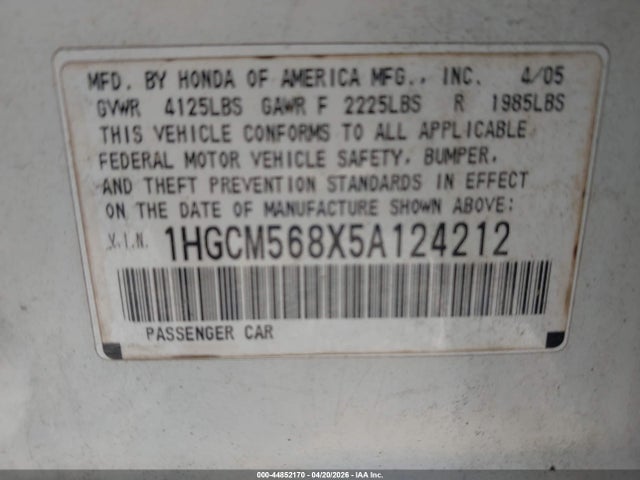 MFD. BY HONDA OF AMERICA MFG., INC. 4/05
GVWR 4125LBS GAWR F 2225LBS R 1985LBS
THIS VEHICLE CONFORMS TO ALL APPLICABLE
FEDERAL MOTOR VEHICLE SAFETY, BUMPER,
AND THEFT PREVENTION STANDARDS IN EFFECT
ON THE DATE OF MANUFACTURE SHOWN ABOVE:
V.I.N. 1HGCM568X5A124212
PASSENGER CAR
000-44852170 - 04/20/2026 - IAA Inc.